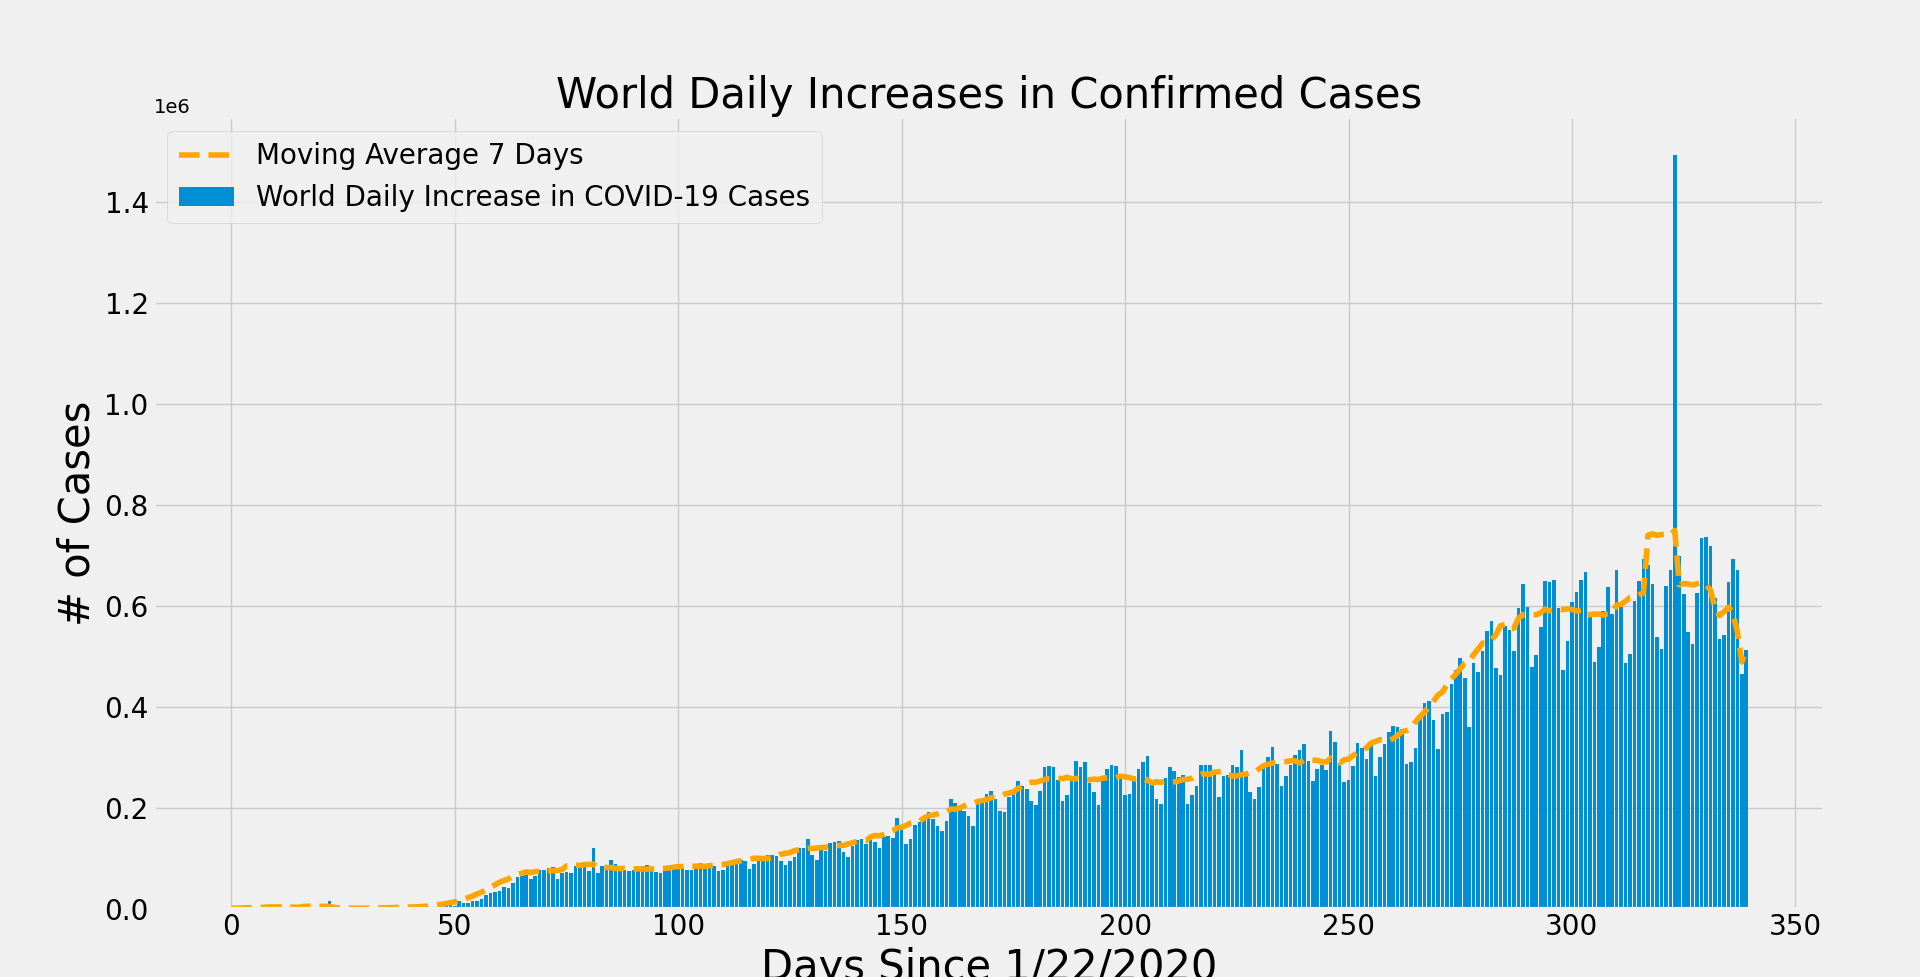 World Daily Increases in Confirmed Cases
1e6
Moving Average 7 Days
World Daily Increase in COVID-19 Cases
1.4
1.2
1.0
0.8
0.6
0.4
0.2
0.0
# of Cases
0 50 100 150 200 250 300 350
Days Since 1/22/2020